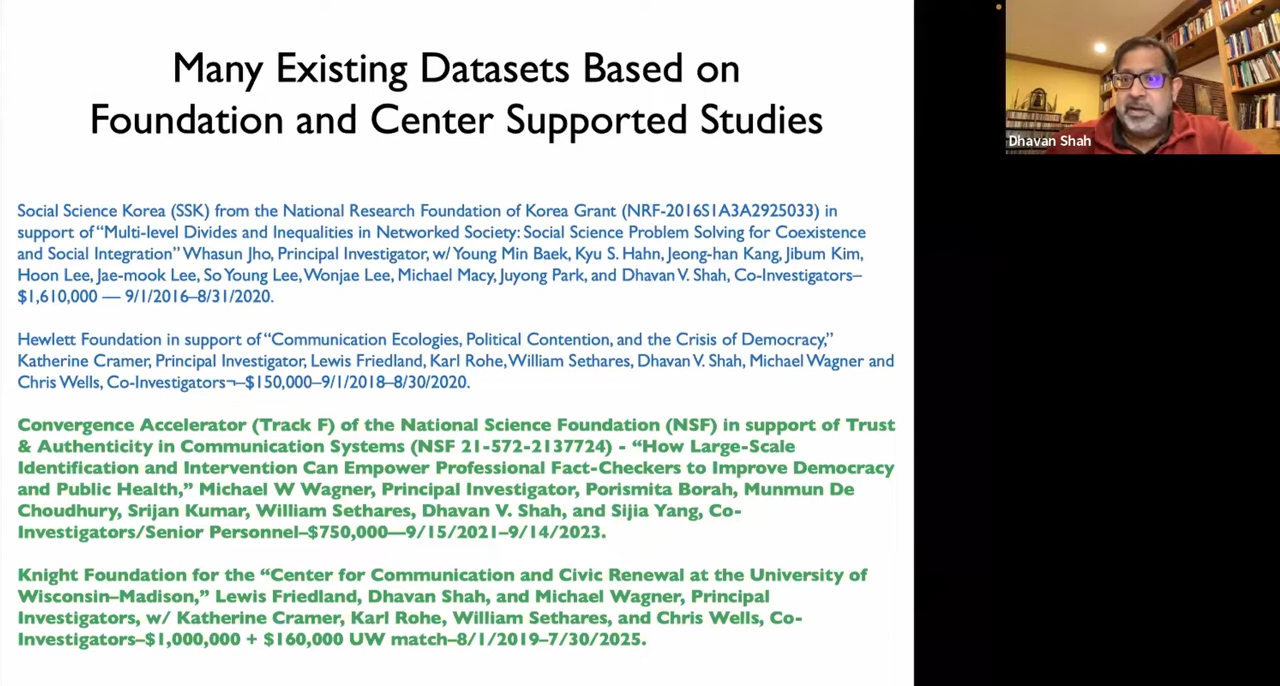 Many Existing Datasets Based on
Foundation and Center Supported Studies
Social Science Korea (SSK) from the National Research Foundation of Korea Grant (NRF-2016S1A3A2925033) in
support of “Multi-level Divides and Inequalities in Networked Society: Social Science Problem Solving for Coexistence
and Social Integration” Whasun Jho, Principal Investigator, w/ Young Min Baek, Kyu S. Hahn, Jeong-han Kang, Jibum Kim,
Hoon Lee, Jae-mook Lee, So Young Lee, Wonjae Lee, Michael Macy, Juyong Park, and Dhavan V. Shah, Co-Investigators–
$1,610,000 — 9/1/2016–8/31/2020.
Hewlett Foundation in support of “Communication Ecologies, Political Contention, and the Crisis of Democracy,”
Katherine Cramer, Principal Investigator, Lewis Friedland, Karl Rohe, William Sethares, Dhavan V. Shah, Michael Wagner and
Chris Wells, Co-Investigators¬–$150,000–9/1/2018–8/30/2020.
Convergence Accelerator (Track F) of the National Science Foundation (NSF) in support of Trust
& Authenticity in Communication Systems (NSF 21-572-2137724) - “How Large-Scale
Identification and Intervention Can Empower Professional Fact-Checkers to Improve Democracy
and Public Health,” Michael W Wagner, Principal Investigator, Porismita Borah, Munmun De
Choudhury, Srijan Kumar, William Sethares, Dhavan V. Shah, and Sijia Yang, Co-
Investigators/Senior Personnel–$750,000—9/15/2021–9/14/2023.
Knight Foundation for the “Center for Communication and Civic Renewal at the University of
Wisconsin–Madison,” Lewis Friedland, Dhavan Shah, and Michael Wagner, Principal
Investigators, w/ Katherine Cramer, Karl Rohe, William Sethares, and Chris Wells, Co-
Investigators–$1,000,000 + $160,000 UW match–8/1/2019–7/30/2025.
Dhavan Shah